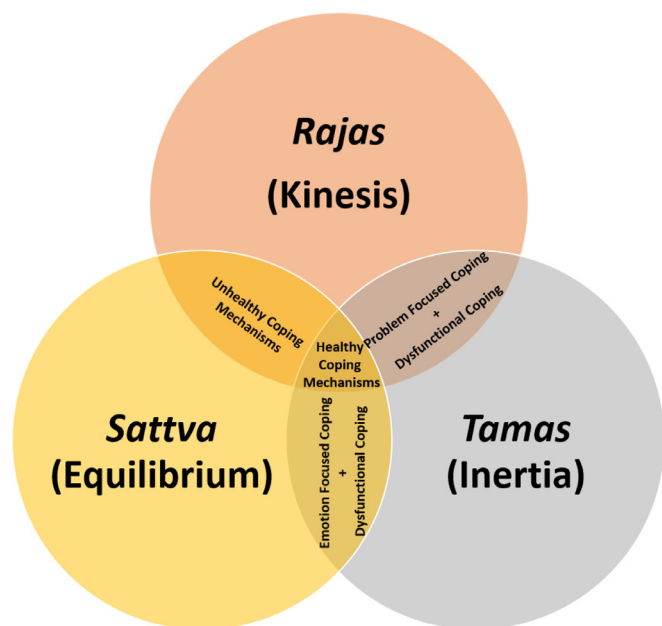 Rajas
(Kinesis)
Unhealthy Coping
Mechanisms
Problem Focused Coping
+
Dysfunctional Coping
Healthy
Coping
Mechanisms
Sattva
(Equilibrium)
Emotion Focused Coping
+
Dysfunctional Coping
Tamas
(Inertia)